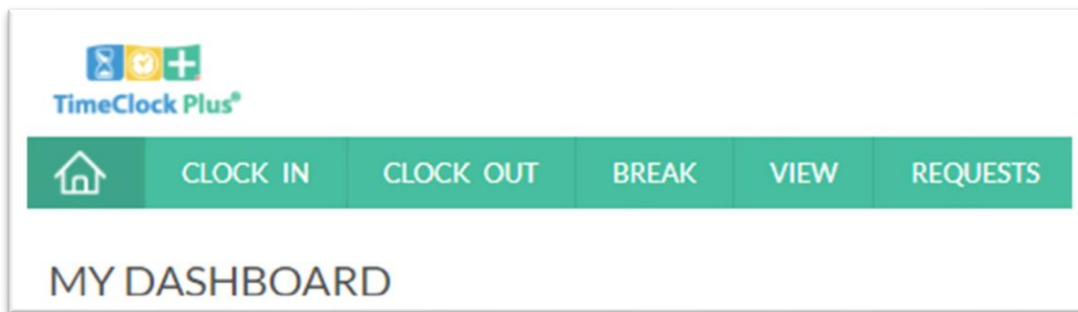 TimeClock Plus®
CLOCK IN CLOCK OUT BREAK VIEW REQUESTS
MY DASHBOARD